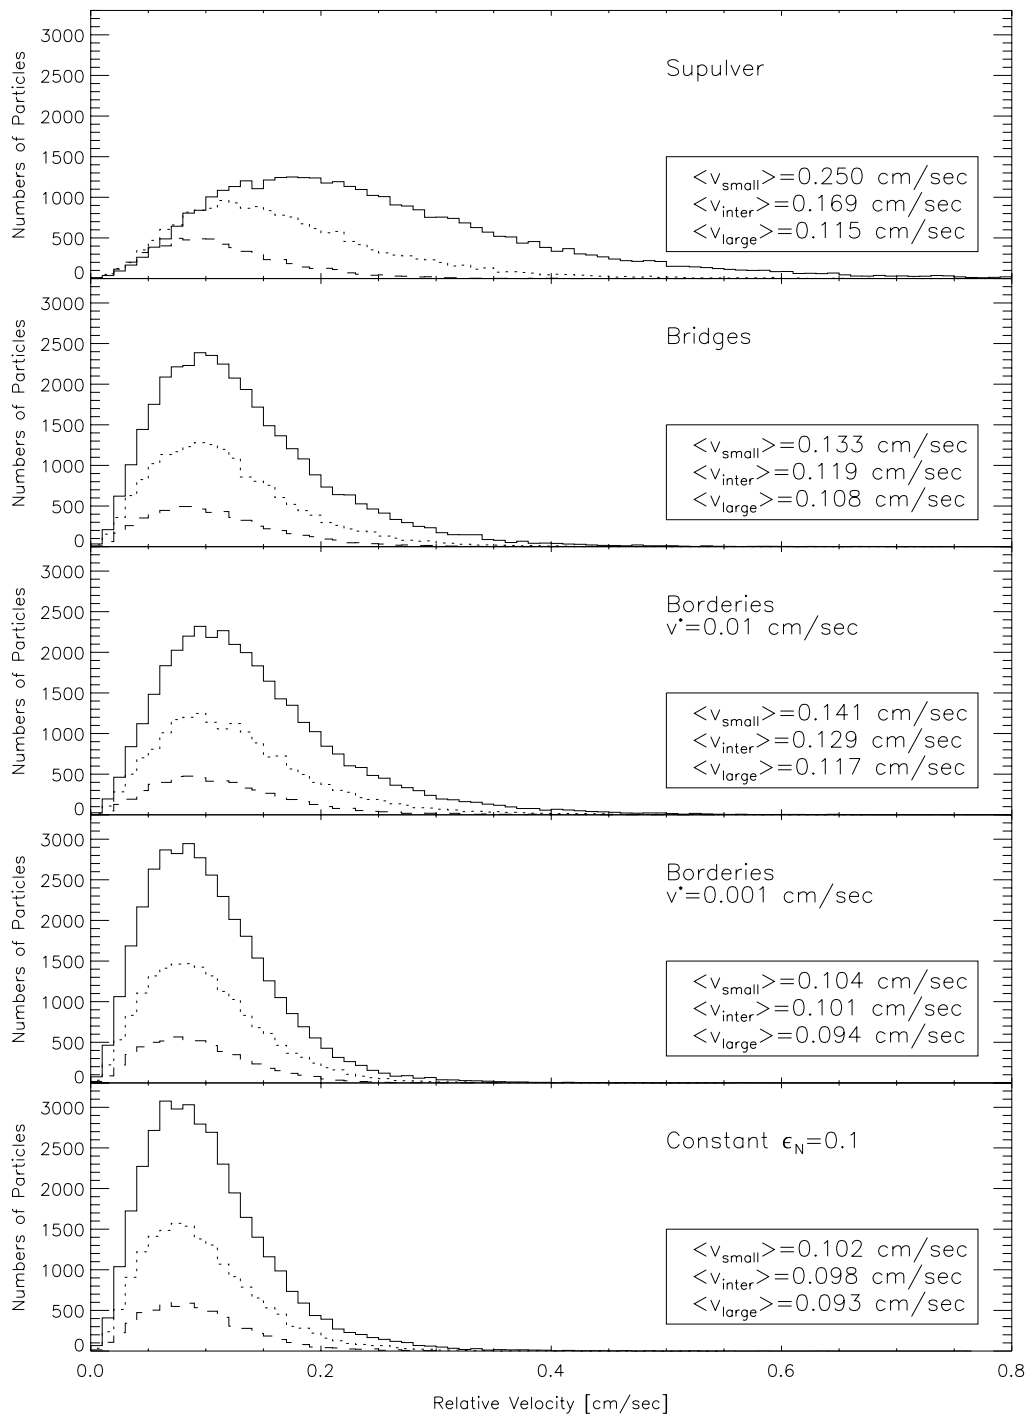 3300
3000
2500
2000
1500
1000
500
0
Numbers of Particles
Supulver
<v_small>=0.250 cm/sec
<v_inter>=0.169 cm/sec
<v_large>=0.115 cm/sec
3000
2500
2000
1500
1000
500
0
Numbers of Particles
Bridges
<v_small>=0.133 cm/sec
<v_inter>=0.119 cm/sec
<v_large>=0.108 cm/sec
3000
2500
2000
1500
1000
500
0
Numbers of Particles
Borderies
v*=0.01 cm/sec
<v_small>=0.141 cm/sec
<v_inter>=0.129 cm/sec
<v_large>=0.117 cm/sec
3000
2500
2000
1500
1000
500
0
Numbers of Particles
Borderies
v*=0.001 cm/sec
<v_small>=0.104 cm/sec
<v_inter>=0.101 cm/sec
<v_large>=0.094 cm/sec
3000
2500
2000
1500
1000
500
0
Numbers of Particles
Constant ϵ_N=0.1
<v_small>=0.102 cm/sec
<v_inter>=0.098 cm/sec
<v_large>=0.093 cm/sec
0.0 0.2 0.4 0.6 0.8
Relative Velocity [cm/sec]